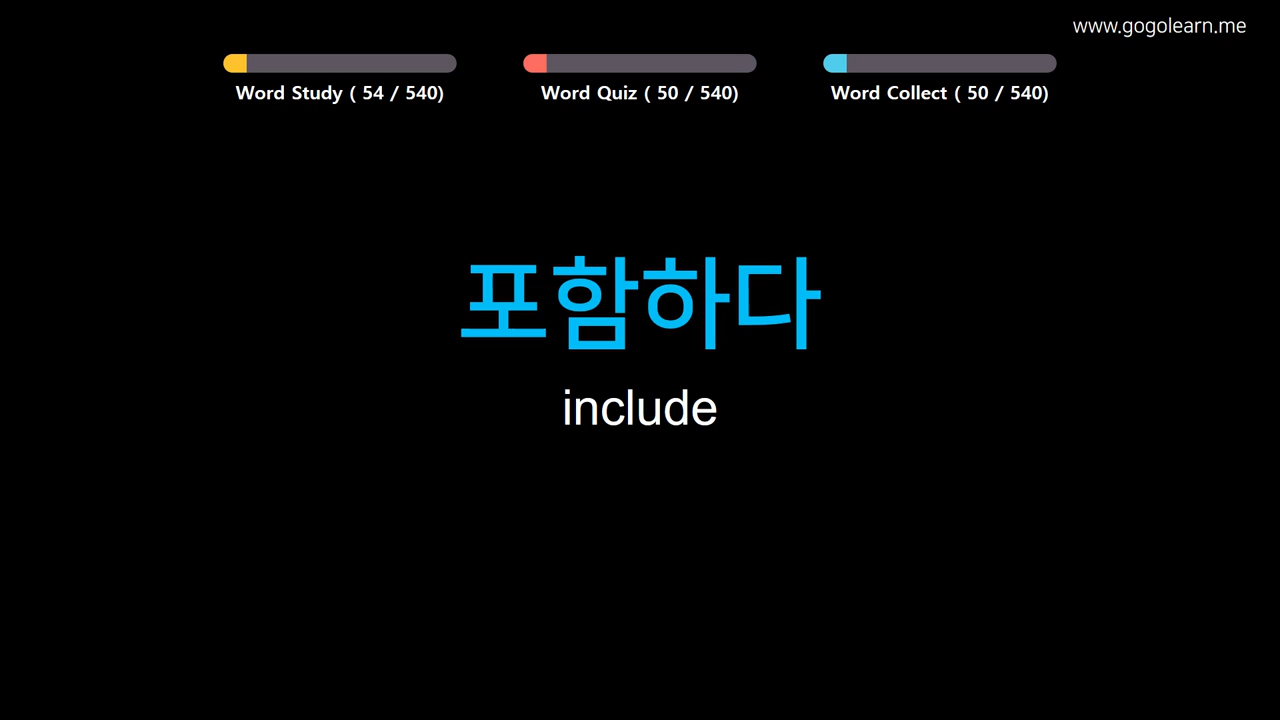 www.gogolearn.me
Word Study ( 54 / 540)
Word Quiz ( 50 / 540)
Word Collect ( 50 / 540)
포함하다
include